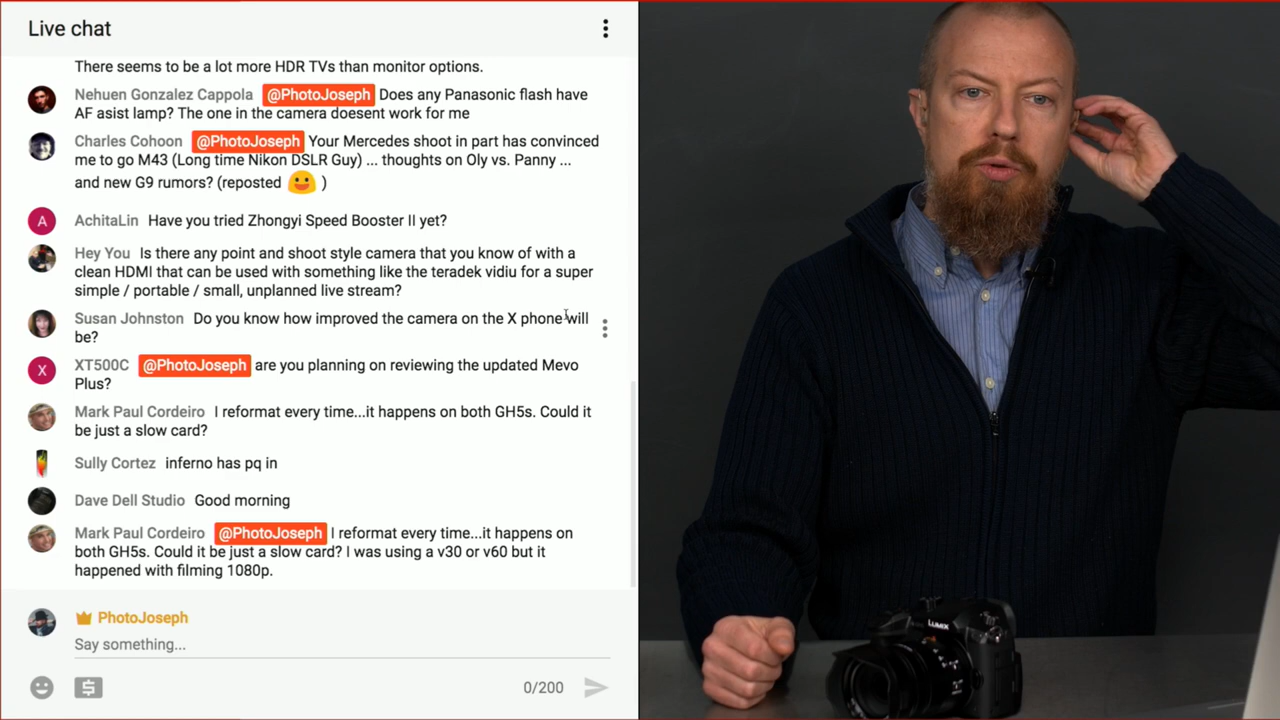 Live chat
There seems to be a lot more HDR TVs than monitor options.
Nehuen Gonzalez Cappola @PhotoJoseph Does any Panasonic flash have
AF asist lamp? The one in the camera doesent work for me
Charles Cohoon @PhotoJoseph Your Mercedes shoot in part has convinced
me to go M43 (Long time Nikon DSLR Guy) ... thoughts on Oly vs. Panny ...
and new G9 rumors? (reposted 😃 )
A AchitaLin Have you tried Zhongyi Speed Booster II yet?
Hey You Is there any point and shoot style camera that you know of with a
clean HDMI that can be used with something like the teradek vidiu for a super
simple / portable / small, unplanned live stream?
Susan Johnston Do you know how improved the camera on the X phone will
be?
X XT500C @PhotoJoseph are you planning on reviewing the updated Mevo
Plus?
Mark Paul Cordeiro I reformat every time...it happens on both GH5s. Could it
be just a slow card?
Sully Cortez inferno has pq in
Dave Dell Studio Good morning
Mark Paul Cordeiro @PhotoJoseph I reformat every time...it happens on
both GH5s. Could it be just a slow card? I was using a v30 or v60 but it
happened with filming 1080p.
PhotoJoseph
Say something...
$ 0/200
LUMIX